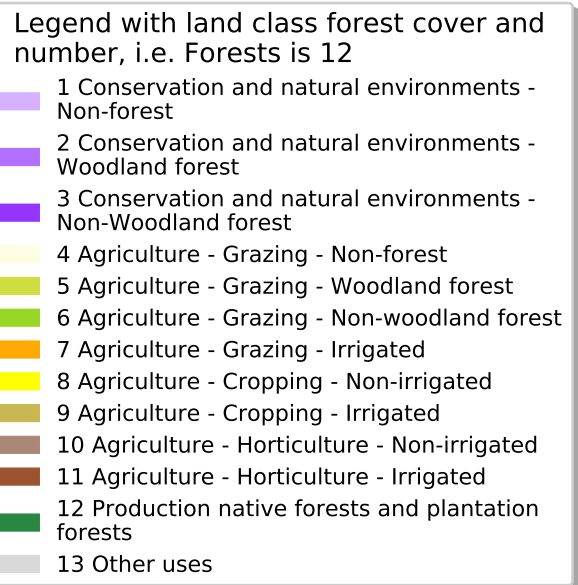 Legend with land class forest cover and
number, i.e. Forests is 12
1 Conservation and natural environments -
Non-forest
2 Conservation and natural environments -
Woodland forest
3 Conservation and natural environments -
Non-Woodland forest
4 Agriculture - Grazing - Non-forest
5 Agriculture - Grazing - Woodland forest
6 Agriculture - Grazing - Non-woodland forest
7 Agriculture - Grazing - Irrigated
8 Agriculture - Cropping - Non-irrigated
9 Agriculture - Cropping - Irrigated
10 Agriculture - Horticulture - Non-irrigated
11 Agriculture - Horticulture - Irrigated
12 Production native forests and plantation
forests
13 Other uses